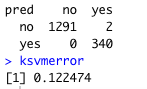 pred no yes
no 1291 2
yes 0 340
> ksvmerror
[1] 0.122474